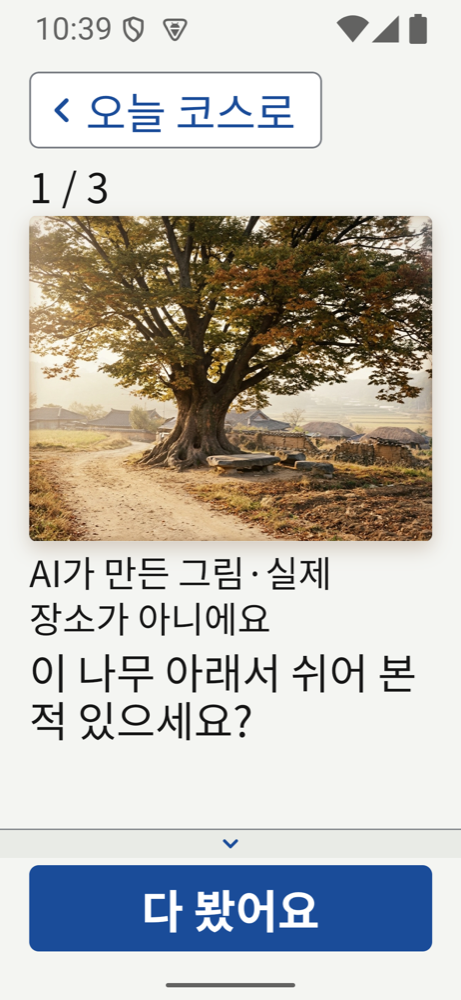 10:39
오늘 코스로
1 / 3
AI가 만든 그림·실제
장소가 아니에요
이 나무 아래서 쉬어 본
적 있으세요?
다 봤어요